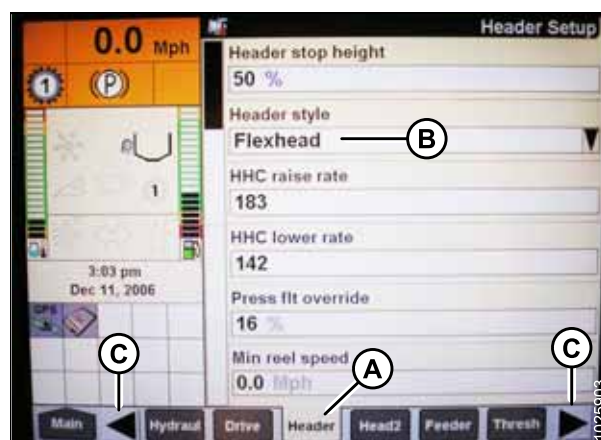 0.0 Mph
Header Setup
1
(P)
Header stop height
50 %
Header style
Flexhead
B
HHC raise rate
183
1
HHC lower rate
142
3:03 pm
Dec 11, 2006
Press flt override
16 %
GPS
Min reel speed
0.0 Mph
C
A
C
Main
Hydraul
Drive
Header
Head2
Feeder
Thresh
1025903